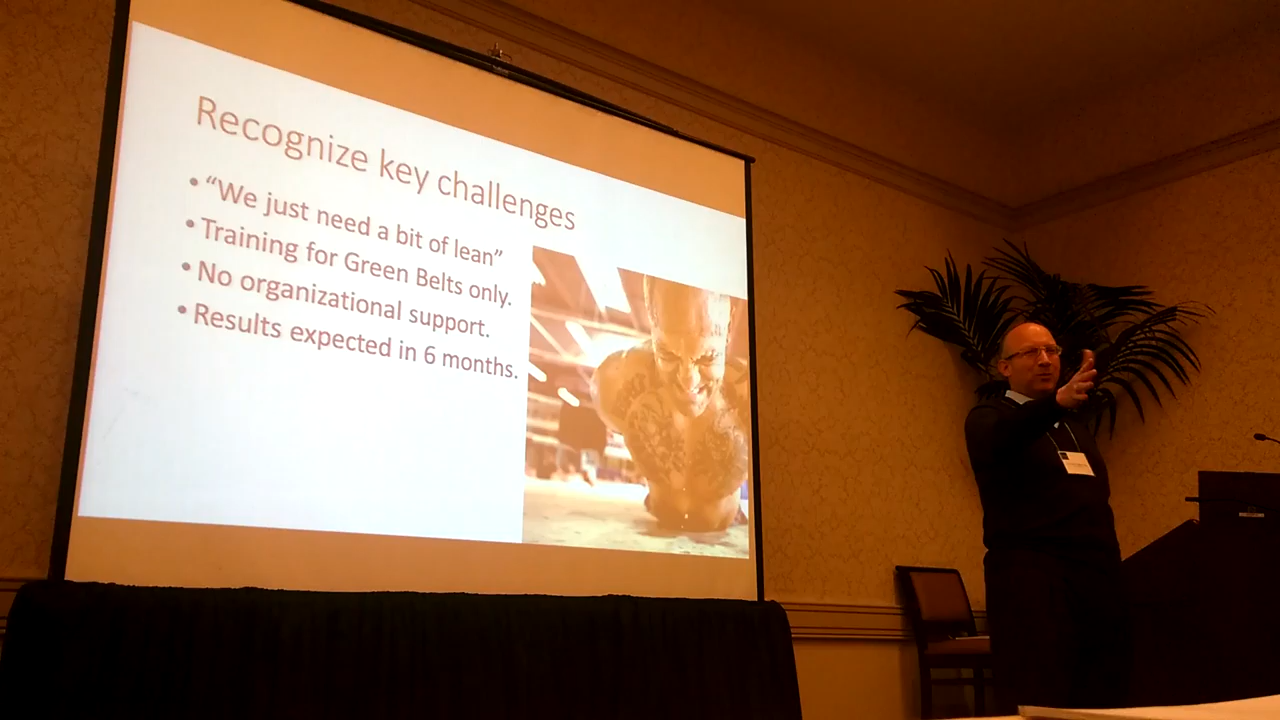 Recognize key challenges
• “We just need a bit of lean”
• Training for Green Belts only.
• No organizational support.
• Results expected in 6 months.